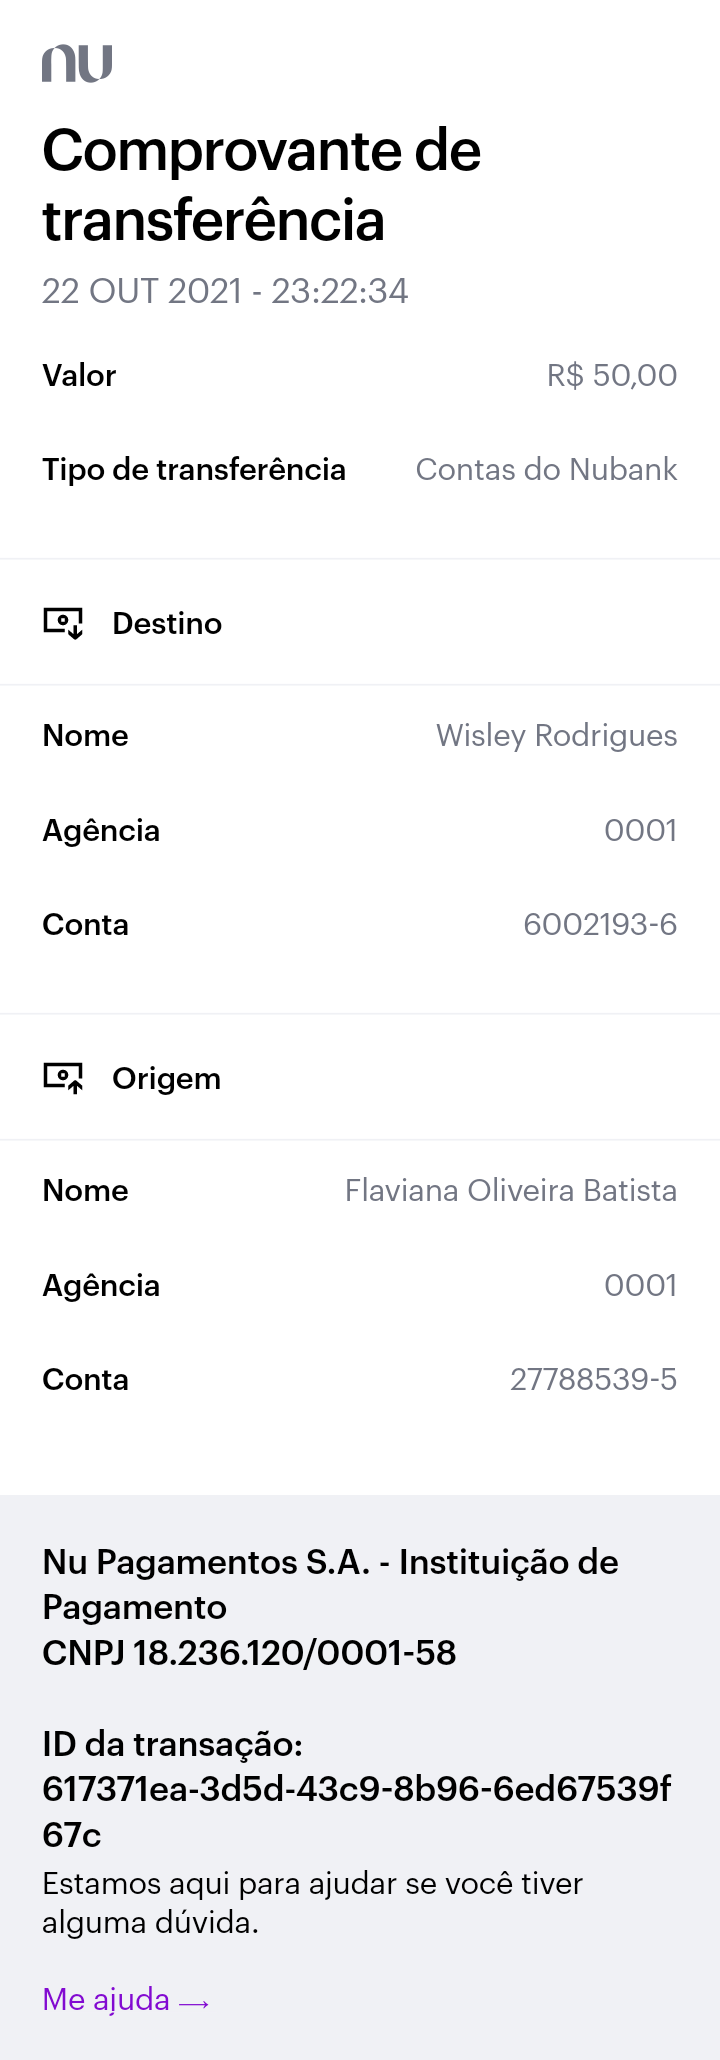 nu
Comprovante de
transferência
22 OUT 2021 - 23:22:34
Valor R$ 50,00
Tipo de transferência Contas do Nubank
Destino
Nome Wisley Rodrigues
Agência 0001
Conta 6002193-6
Origem
Nome Flaviana Oliveira Batista
Agência 0001
Conta 27788539-5
Nu Pagamentos S.A. - Instituição de
Pagamento
CNPJ 18.236.120/0001-58
ID da transação:
617371ea-3d5d-43c9-8b96-6ed67539f
67c
Estamos aqui para ajudar se você tiver
alguma dúvida.
Me ajuda →